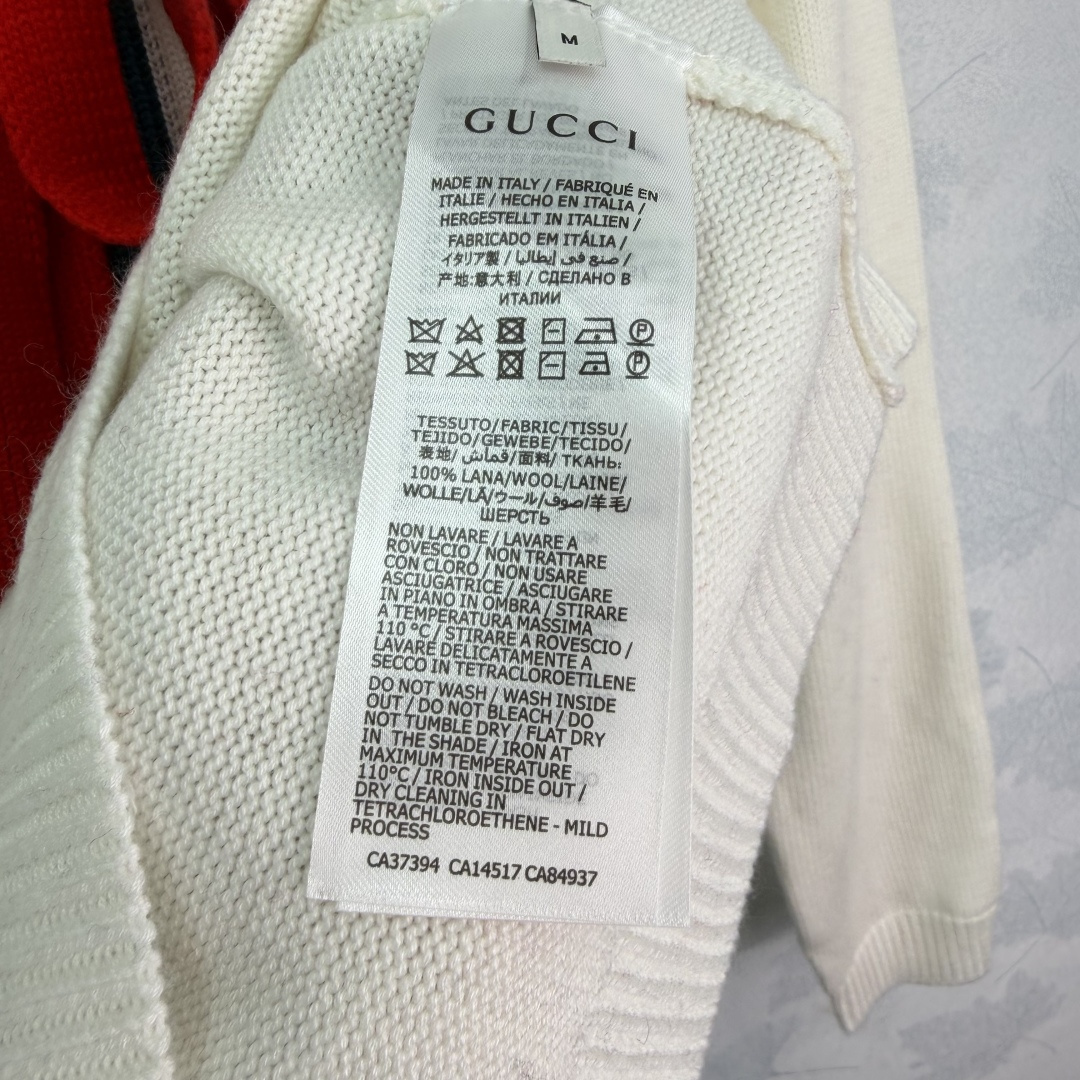 M
GUCCI
MADE IN ITALY / FABRIQUÉ EN
ITALIE / HECHO EN ITALIA /
HERGESTELLT IN ITALIEN /
FABRICADO EM ITÁLIA /
イタリア製 / صنع في إيطاليا /
产地:意大利 / СДЕЛАНО В
ИТАЛИИ
P
P
TESSUTO/FABRIC/TISSU/
TEJIDO/GEWEBE/TECIDO/
表地/قماش/面料/ ТКАНЬ:
100% LANA/WOOL/LAINE/
WOLLE/LÃ/ウール/صوف/羊毛/
ШЕРСТЬ
NON LAVARE / LAVARE A
ROVESCIO / NON TRATTARE
CON CLORO / NON USARE
ASCIUGATRICE / ASCIUGARE
IN PIANO IN OMBRA / STIRARE
A TEMPERATURA MASSIMA
110 °C / STIRARE A ROVESCIO /
LAVARE DELICATAMENTE A
SECCO IN TETRACLOROETILENE
DO NOT WASH / WASH INSIDE
OUT / DO NOT BLEACH / DO
NOT TUMBLE DRY / FLAT DRY
IN THE SHADE / IRON AT
MAXIMUM TEMPERATURE
110°C / IRON INSIDE OUT /
DRY CLEANING IN
TETRACHLOROETHENE - MILD
PROCESS
CA37394 CA14517 CA84937